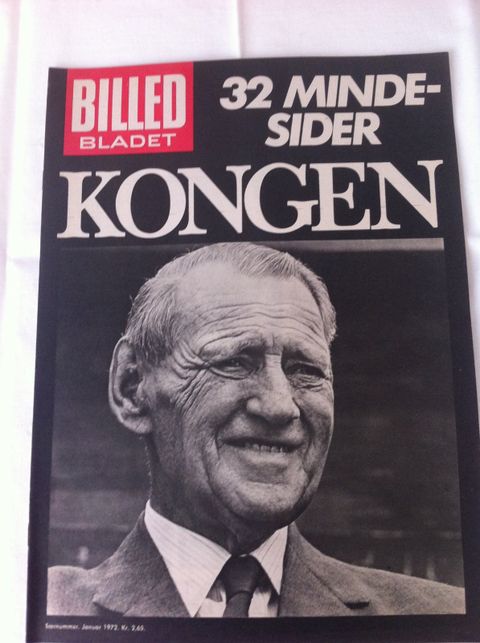 BILLED
BLADET
32 MINDE-
SIDER
KONGEN
Særnummer. Januar 1972. Kr. 2,65.